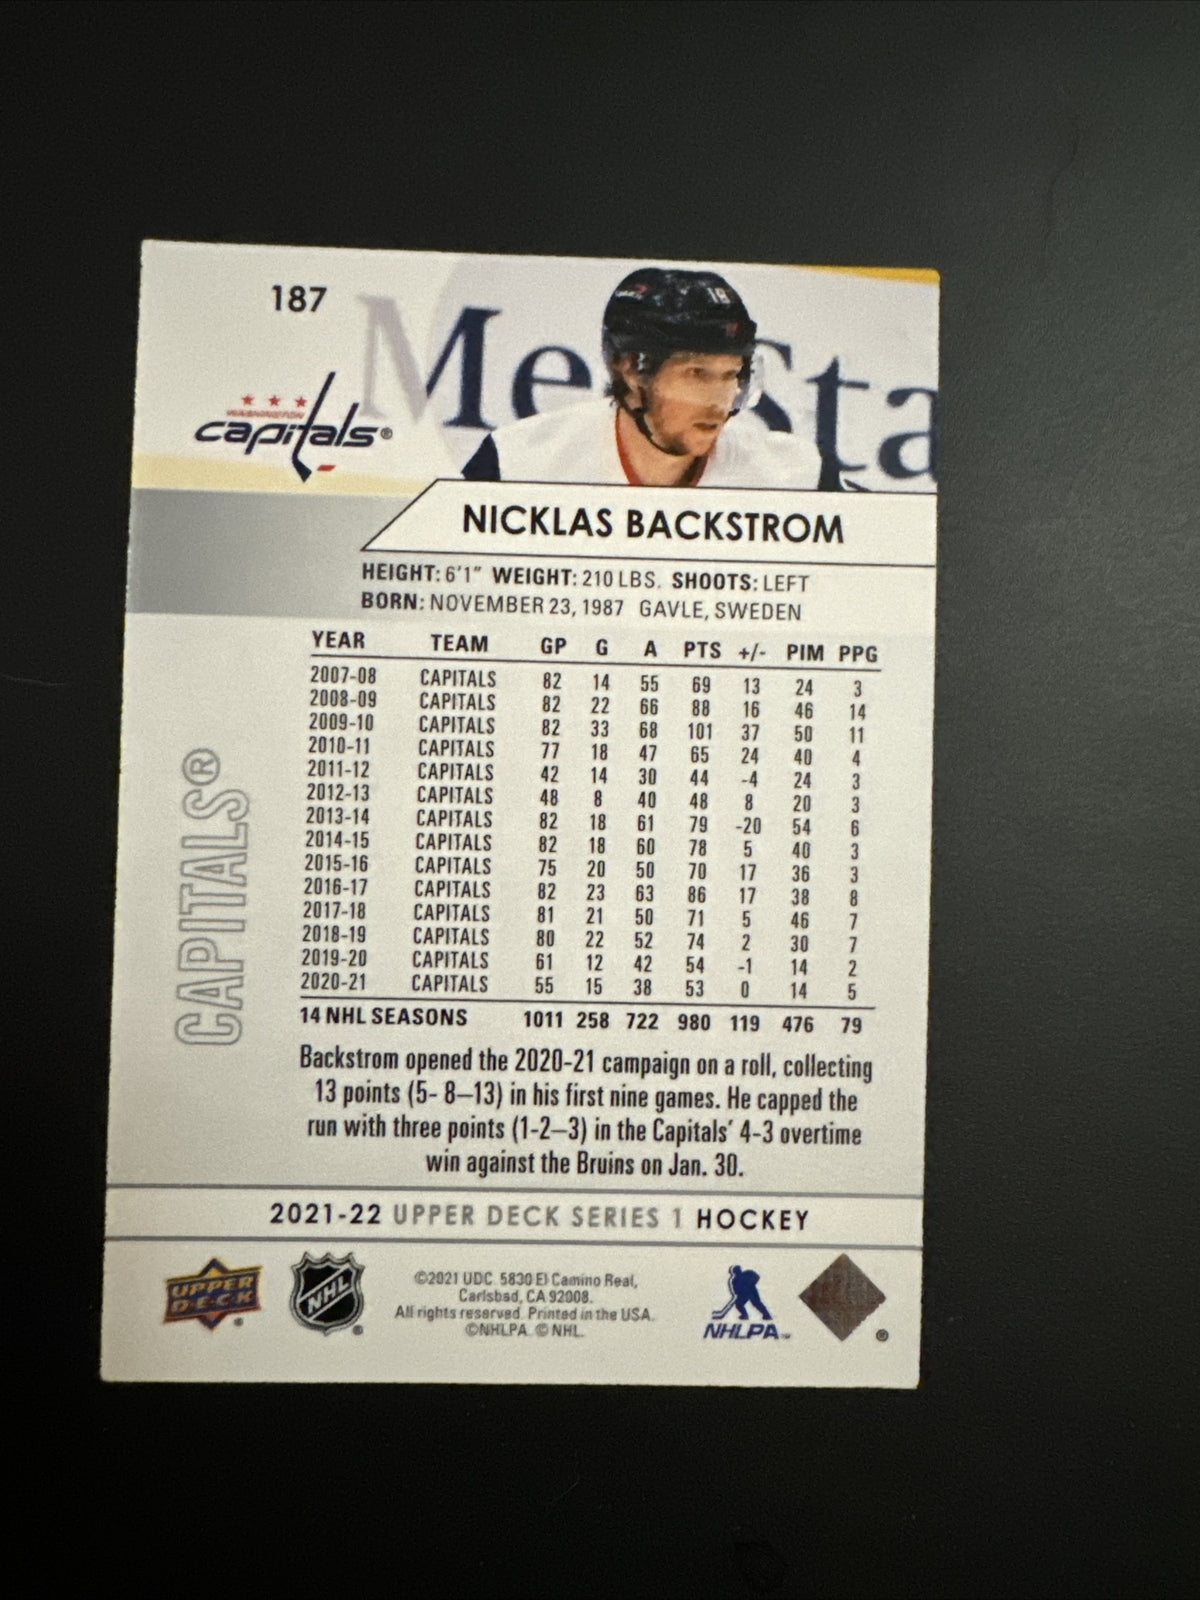 187
Me Sta
18
WASHINGTON
capitals®
NICKLAS BACKSTROM
HEIGHT: 6'1" WEIGHT: 210 LBS. SHOOTS: LEFT
BORN: NOVEMBER 23, 1987 GAVLE, SWEDEN
YEAR TEAM GP G A PTS +/- PIM PPG
2007-08 CAPITALS 82 14 55 69 13 24 3
2008-09 CAPITALS 82 22 66 88 16 46 14
2009-10 CAPITALS 82 33 68 101 37 50 11
2010-11 CAPITALS 77 18 47 65 24 40 4
2011-12 CAPITALS 42 14 30 44 -4 24 3
2012-13 CAPITALS 48 8 40 48 8 20 3
2013-14 CAPITALS 82 18 61 79 -20 54 6
2014-15 CAPITALS 82 18 60 78 5 40 3
2015-16 CAPITALS 75 20 50 70 17 36 3
2016-17 CAPITALS 82 23 63 86 17 38 8
2017-18 CAPITALS 81 21 50 71 5 46 7
2018-19 CAPITALS 80 22 52 74 2 30 7
2019-20 CAPITALS 61 12 42 54 -1 14 2
2020-21 CAPITALS 55 15 38 53 0 14 5
14 NHL SEASONS 1011 258 722 980 119 476 79
CAPITALS®
Backstrom opened the 2020-21 campaign on a roll, collecting
13 points (5- 8–13) in his first nine games. He capped the
run with three points (1-2–3) in the Capitals' 4-3 overtime
win against the Bruins on Jan. 30.
2021-22 UPPER DECK SERIES 1 HOCKEY
UPPER DECK®
NHL®
©2021 UDC. 5830 El Camino Real,
Carlsbad, CA 92008.
All rights reserved. Printed in the USA.
©NHLPA. © NHL.
NHLPA™
®